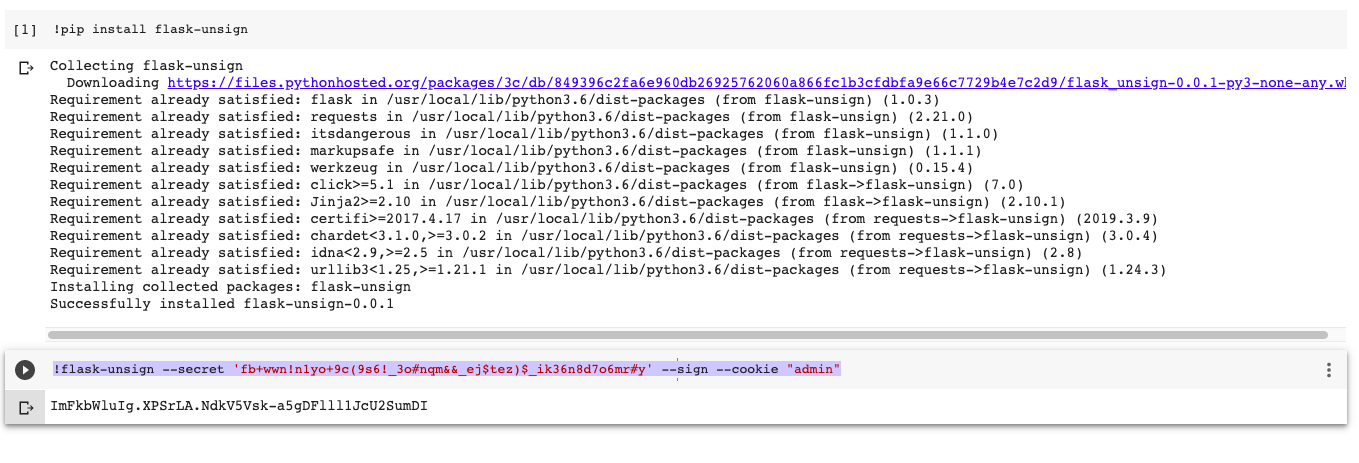 [1] !pip install flask-unsign
Collecting flask-unsign
Downloading https://files.pythonhosted.org/packages/3c/db/849396c2fa6e960db26925762060a866fc1b3cfdbfa9e66c7729b4e7c2d9/flask_unsign-0.0.1-py3-none-any.wl
Requirement already satisfied: flask in /usr/local/lib/python3.6/dist-packages (from flask-unsign) (1.0.3)
Requirement already satisfied: requests in /usr/local/lib/python3.6/dist-packages (from flask-unsign) (2.21.0)
Requirement already satisfied: itsdangerous in /usr/local/lib/python3.6/dist-packages (from flask-unsign) (1.1.0)
Requirement already satisfied: markupsafe in /usr/local/lib/python3.6/dist-packages (from flask-unsign) (1.1.1)
Requirement already satisfied: werkzeug in /usr/local/lib/python3.6/dist-packages (from flask-unsign) (0.15.4)
Requirement already satisfied: click>=5.1 in /usr/local/lib/python3.6/dist-packages (from flask->flask-unsign) (7.0)
Requirement already satisfied: Jinja2>=2.10 in /usr/local/lib/python3.6/dist-packages (from flask->flask-unsign) (2.10.1)
Requirement already satisfied: certifi>=2017.4.17 in /usr/local/lib/python3.6/dist-packages (from requests->flask-unsign) (2019.3.9)
Requirement already satisfied: chardet<3.1.0,>=3.0.2 in /usr/local/lib/python3.6/dist-packages (from requests->flask-unsign) (3.0.4)
Requirement already satisfied: idna<2.9,>=2.5 in /usr/local/lib/python3.6/dist-packages (from requests->flask-unsign) (2.8)
Requirement already satisfied: urllib3<1.25,>=1.21.1 in /usr/local/lib/python3.6/dist-packages (from requests->flask-unsign) (1.24.3)
Installing collected packages: flask-unsign
Successfully installed flask-unsign-0.0.1
!flask-unsign --secret 'fb+wwn!n1yo+9c(9s6!_3o#nqm&&_ej$tez)$_ik36n8d7o6mr#y' --sign --cookie "admin"
ImFkbWluIg.XPSrLA.NdkV5Vsk-a5gDFlll1JcU2SumDI